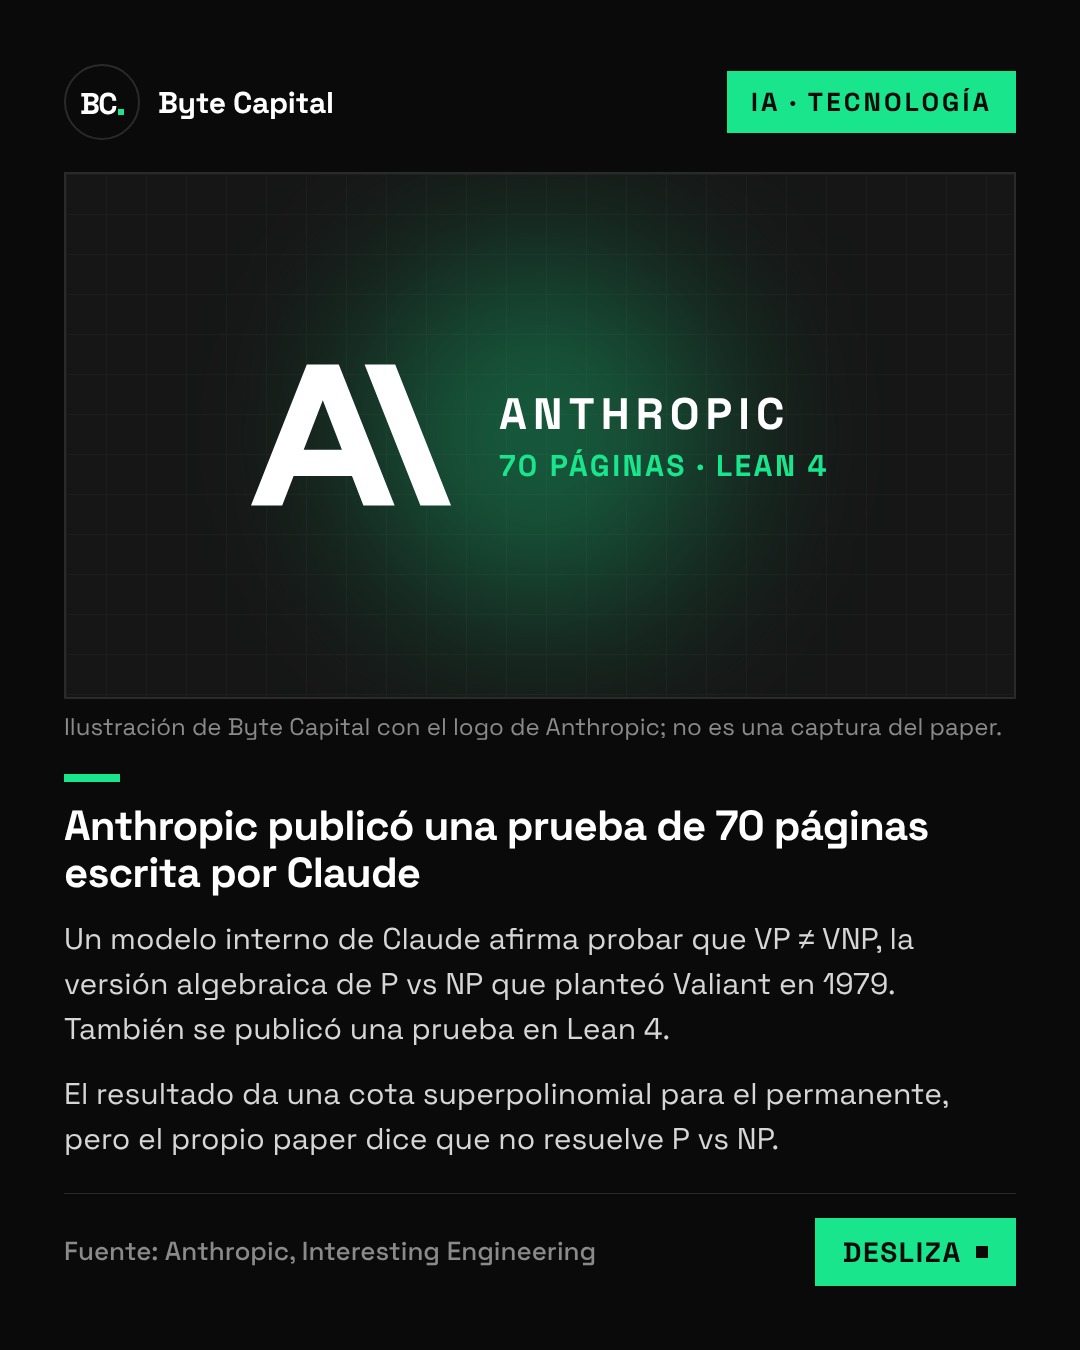 BC.
Byte Capital
IA · TECNOLOGÍA
ANTHROPIC
70 PÁGINAS · LEAN 4
Ilustración de Byte Capital con el logo de Anthropic; no es una captura del paper.
Anthropic publicó una prueba de 70 páginas
escrita por Claude
Un modelo interno de Claude afirma probar que VP ≠ VNP, la
versión algebraica de P vs NP que planteó Valiant en 1979.
También se publicó una prueba en Lean 4.
El resultado da una cota superpolinomial para el permanente,
pero el propio paper dice que no resuelve P vs NP.
Fuente: Anthropic, Interesting Engineering
DESLIZA